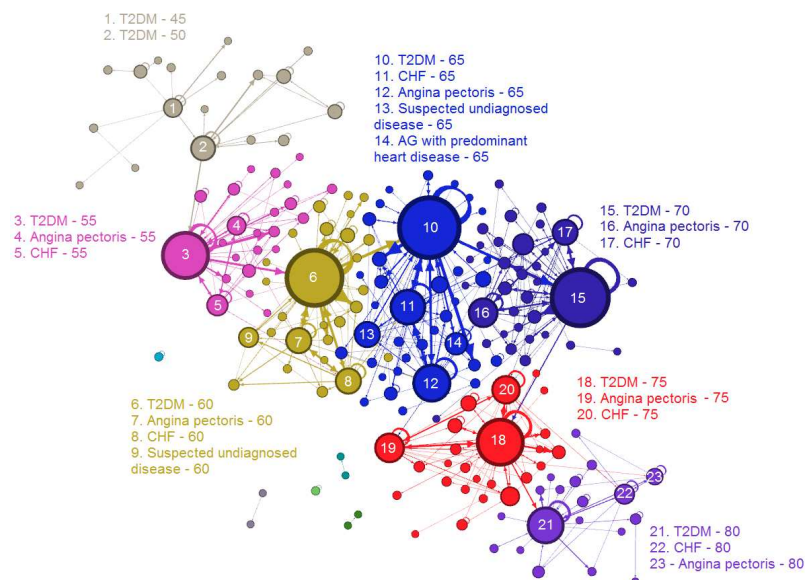 1. T2DM - 45
2. T2DM - 50
10. T2DM - 65
11. CHF - 65
12. Angina pectoris - 65
13. Suspected undiagnosed
disease - 65
14. AG with predominant
heart disease - 65
3. T2DM - 55
4. Angina pectoris - 55
5. CHF - 55
15. T2DM - 70
16. Angina pectoris - 70
17. CHF - 70
6. T2DM - 60
7. Angina pectoris - 60
8. CHF - 60
9. Suspected undiagnosed
disease - 60
18. T2DM - 75
19. Angina pectoris - 75
20. CHF - 75
21. T2DM - 80
22. CHF - 80
23 - Angina pectoris - 80
1
2
3
4
5
6
7
8
9
10
11
12
13
14
15
16
17
18
19
20
21
22
23